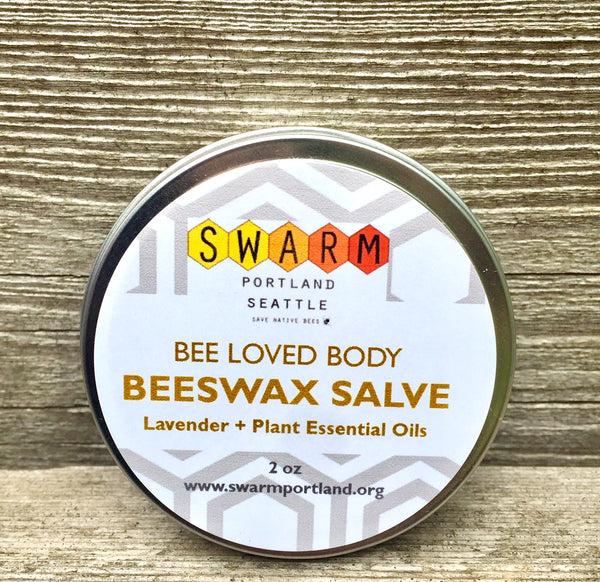 SWARM
PORTLAND
SEATTLE
SAVE NATIVE BEES
BEE LOVED BODY
BEESWAX SALVE
Lavender + Plant Essential Oils
2 oz
www.swarmportland.org